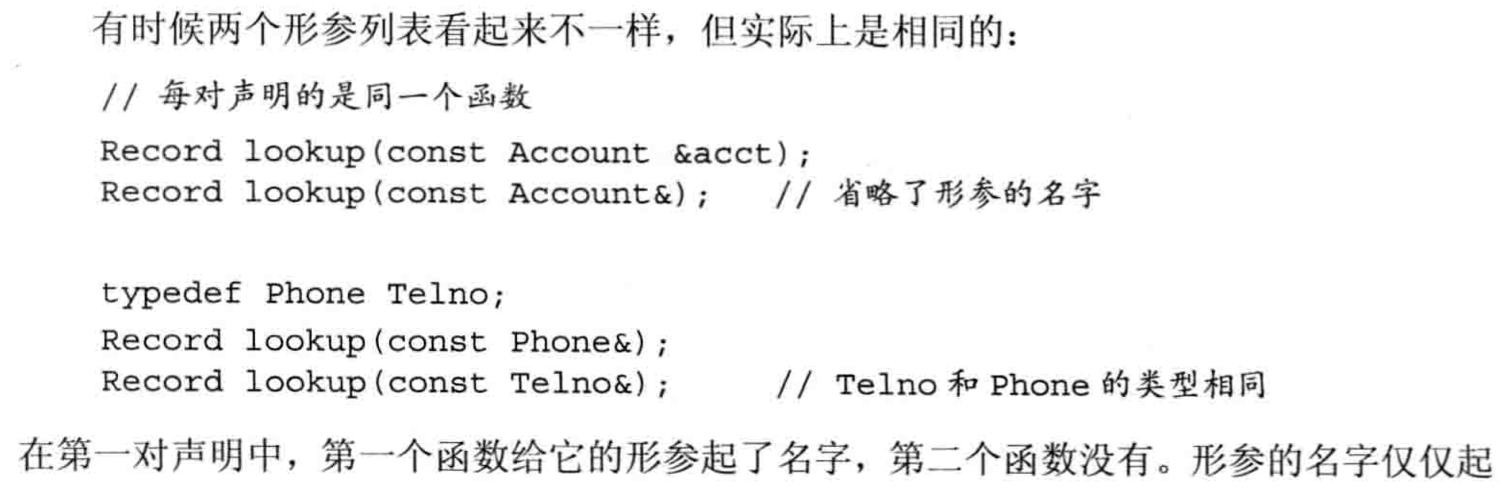 有时候两个形参列表看起来不一样，但实际上是相同的：
// 每对声明的是同一个函数
Record lookup(const Account &acct);
Record lookup(const Account&);   // 省略了形参的名字
typedef Phone Telno;
Record lookup(const Phone&);
Record lookup(const Telno&);     // Telno 和 Phone 的类型相同
在第一对声明中，第一个函数给它的形参起了名字，第二个函数没有。形参的名字仅仅起